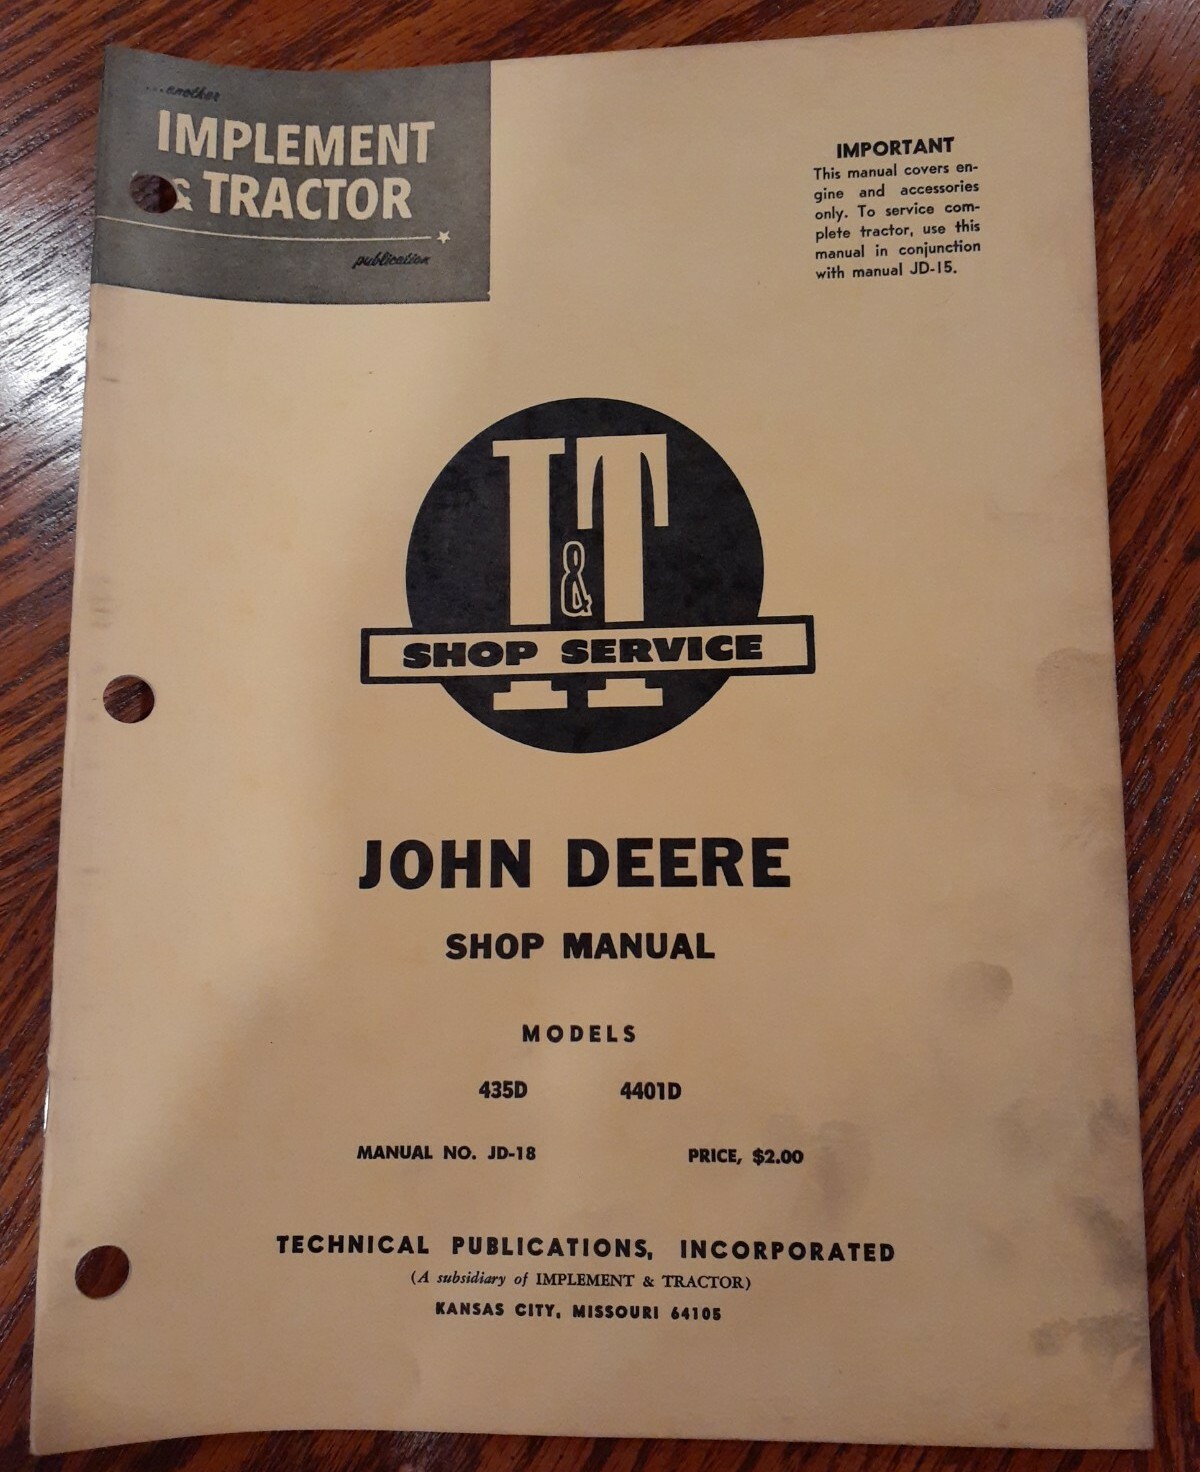 ...another
IMPLEMENT
& TRACTOR
publication
IMPORTANT
This manual covers en-
gine and accessories
only. To service com-
plete tractor, use this
manual in conjunction
with manual JD-15.
I&T
SHOP SERVICE
JOHN DEERE
SHOP MANUAL
MODELS
435D 4401D
MANUAL NO. JD-18 PRICE, $2.00
TECHNICAL PUBLICATIONS, INCORPORATED
(A subsidiary of IMPLEMENT & TRACTOR)
KANSAS CITY, MISSOURI 64105